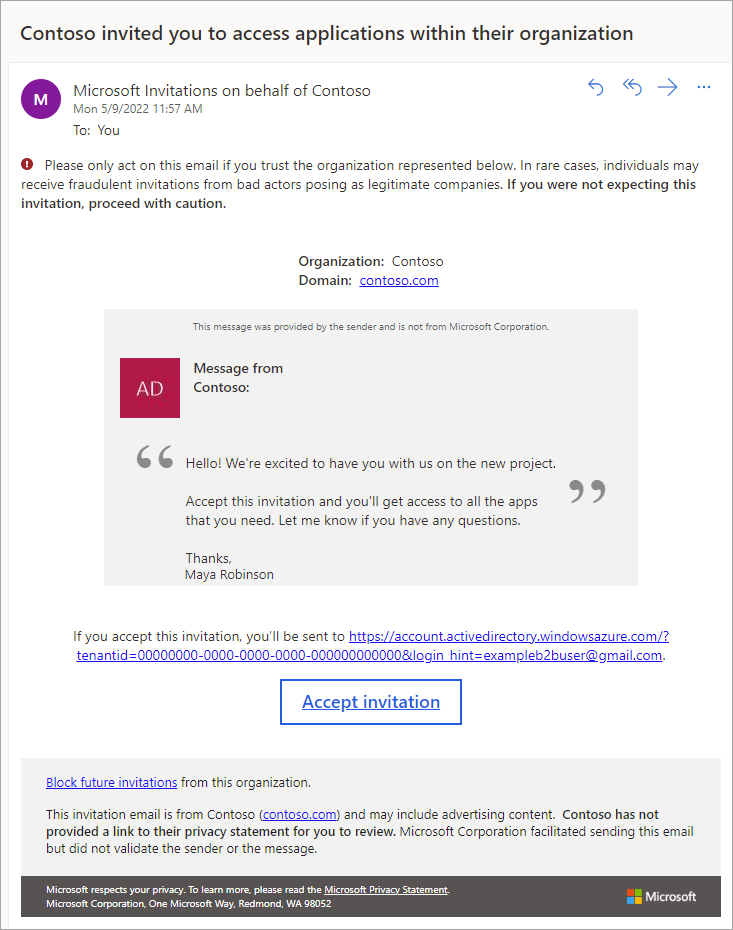 Contoso invited you to access applications within their organization
M
Microsoft Invitations on behalf of Contoso
Mon 5/9/2022 11:57 AM
To: You
Please only act on this email if you trust the organization represented below. In rare cases, individuals may
receive fraudulent invitations from bad actors posing as legitimate companies. If you were not expecting this
invitation, proceed with caution.
Organization: Contoso
Domain: contoso.com
This message was provided by the sender and is not from Microsoft Corporation.
AD
Message from
Contoso:
“ Hello! We're excited to have you with us on the new project.
Accept this invitation and you'll get access to all the apps ”
that you need. Let me know if you have any questions.
Thanks,
Maya Robinson
If you accept this invitation, you’ll be sent to https://account.activedirectory.windowsazure.com/?
tenantid=00000000-0000-0000-0000-000000000000&login_hint=exampleb2buser@gmail.com.
Accept invitation
Block future invitations from this organization.
This invitation email is from Contoso (contoso.com) and may include advertising content. Contoso has not
provided a link to their privacy statement for you to review. Microsoft Corporation facilitated sending this email
but did not validate the sender or the message.
Microsoft respects your privacy. To learn more, please read the Microsoft Privacy Statement.
Microsoft Corporation, One Microsoft Way, Redmond, WA 98052
Microsoft